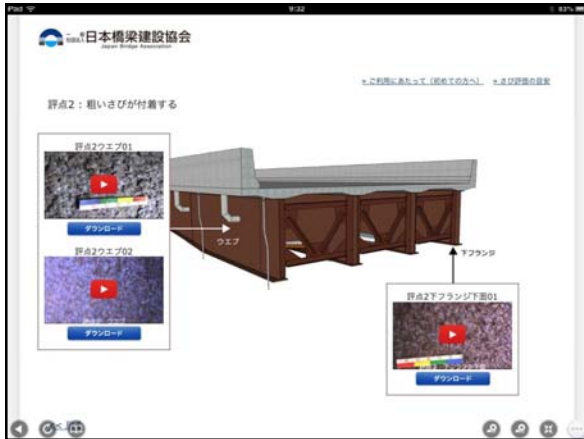 iPad
9:32
83%
一般社団法人 日本橋梁建設協会
Japan Bridge Association
» ご利用にあたって(初めての方へ)
» さび評価の目安
評点2:粗いさびが付着する
評点2ウエブ01
ダウンロード
評点2ウエブ02
ダウンロード
ウエブ
下フランジ
評点2下フランジ下面01
ダウンロード